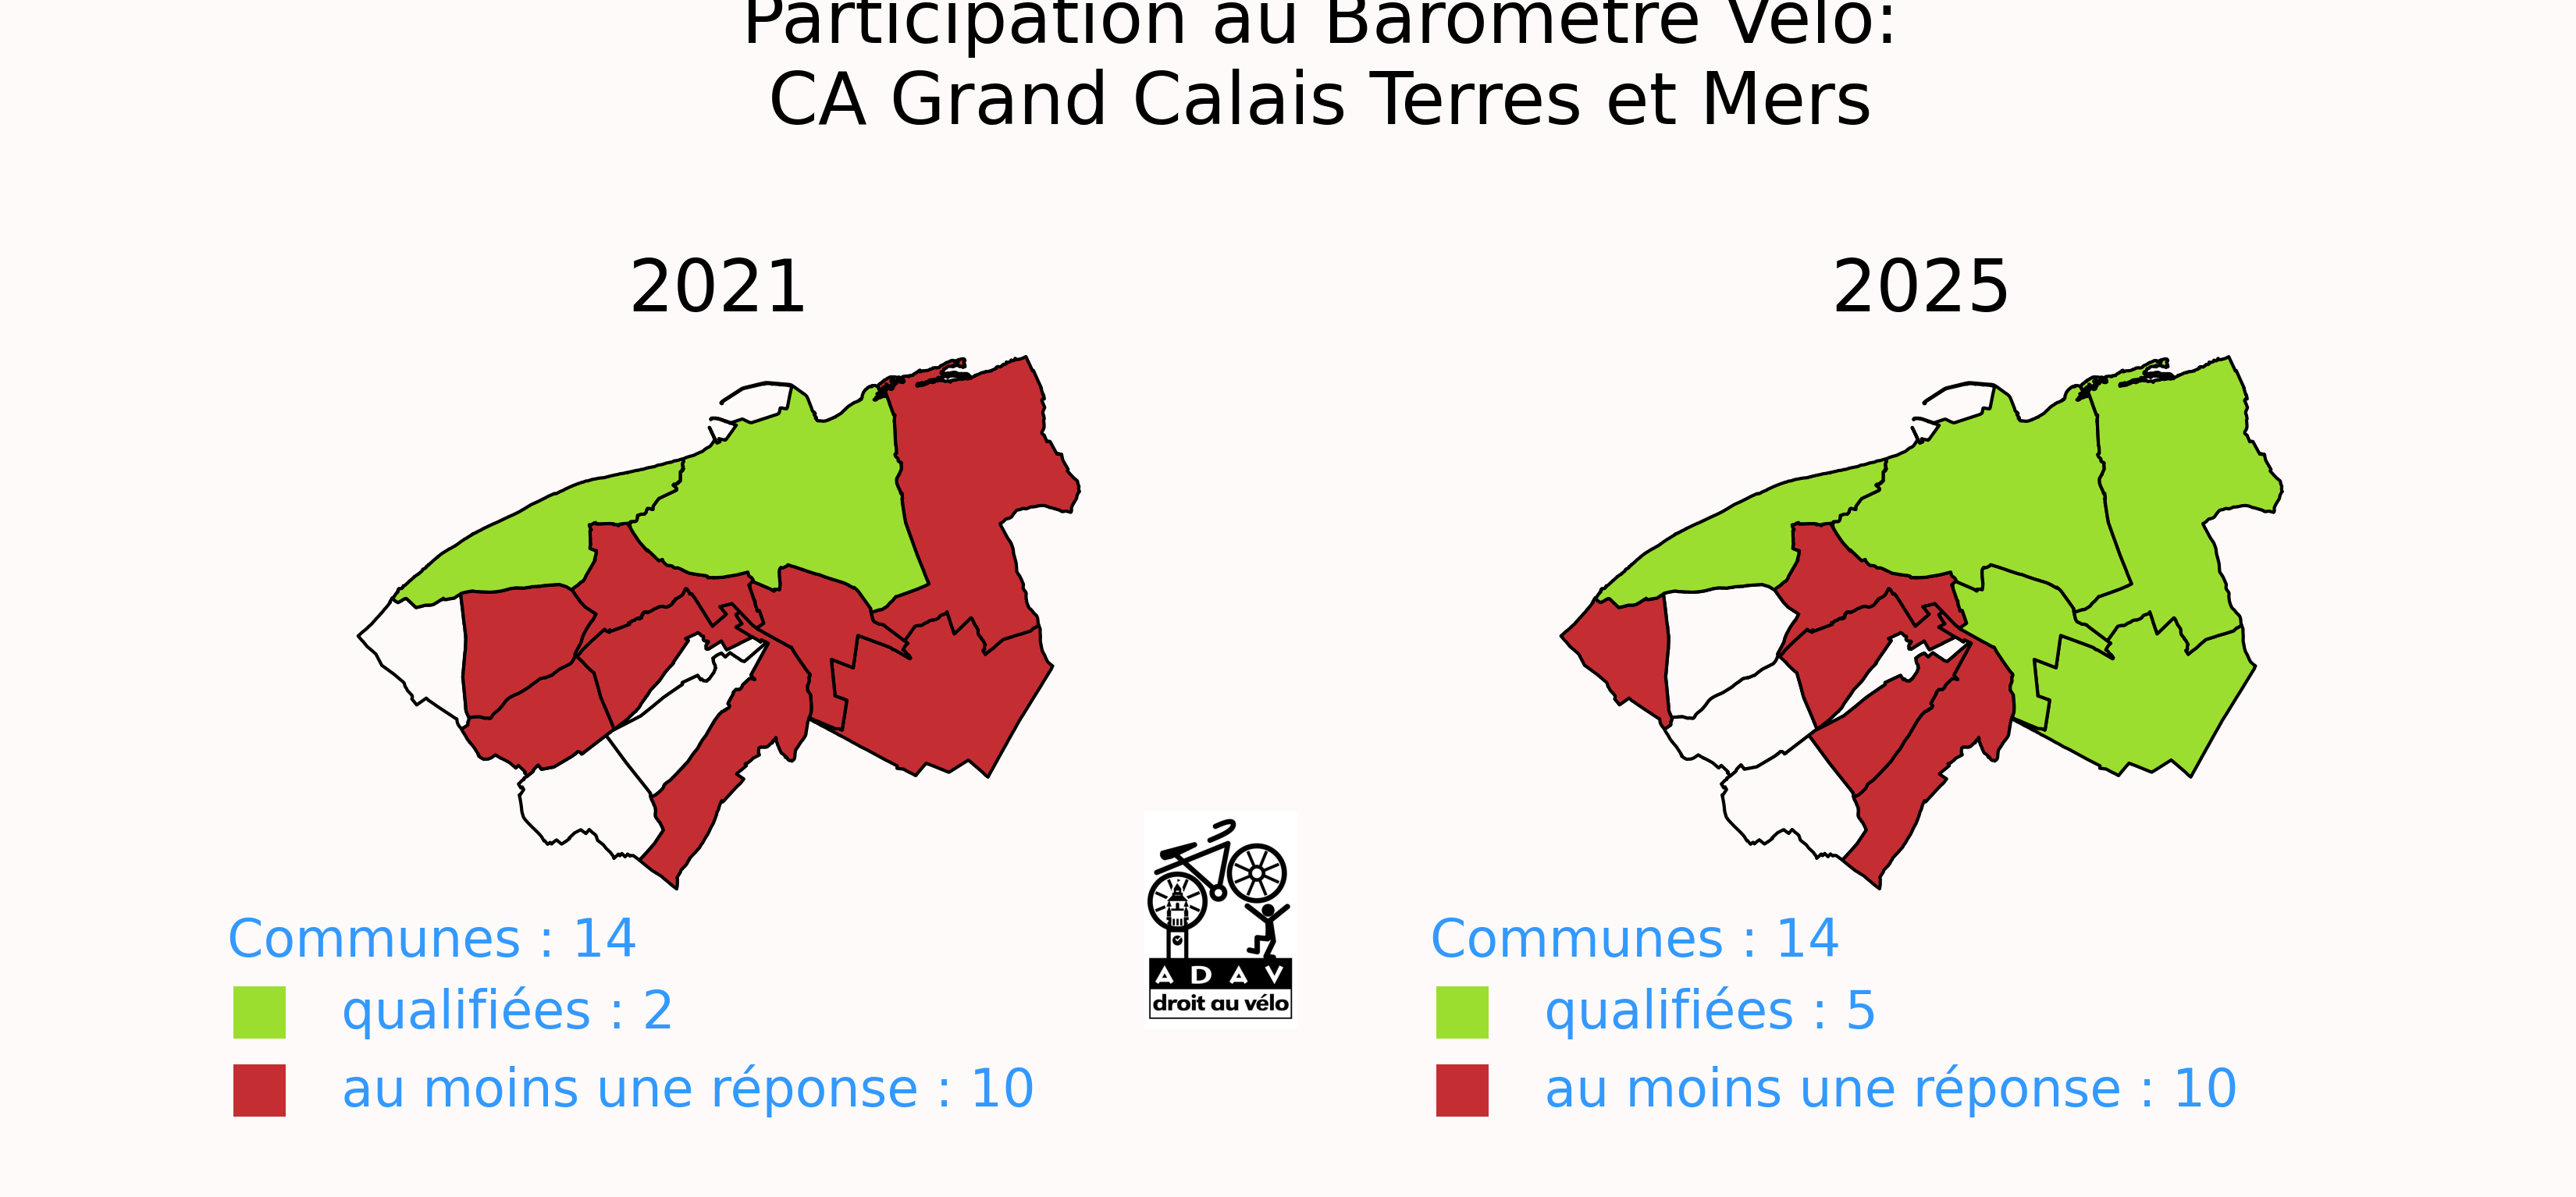 Participation au Baromètre Vélo:
CA Grand Calais Terres et Mers
2021
2025
Communes : 14
qualifiées : 2
au moins une réponse : 10
ADAV
droit au vélo
Communes : 14
qualifiées : 5
au moins une réponse : 10